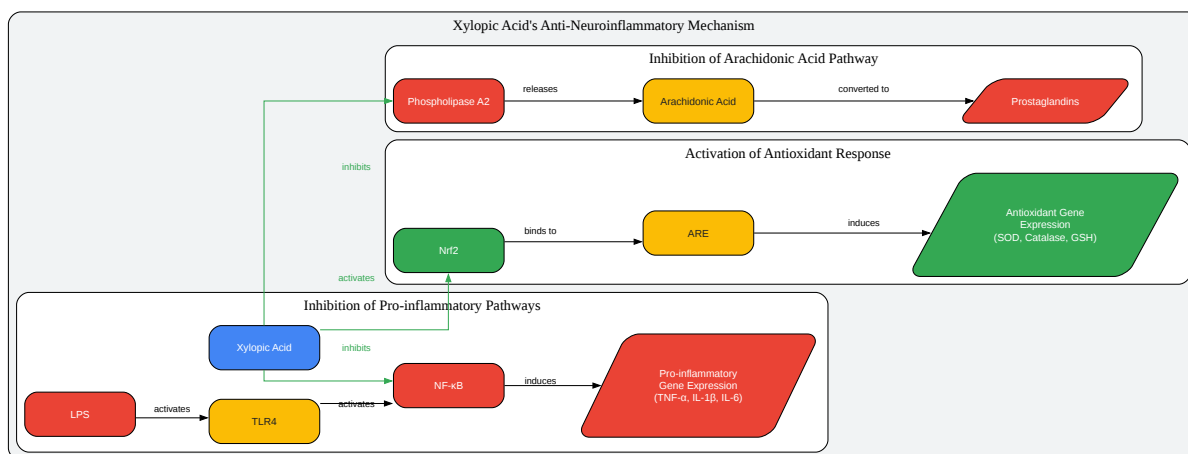 Xylopic Acid's Anti-Neuroinflammatory Mechanism
Inhibition of Arachidonic Acid Pathway
Phospholipase A2
releases
Arachidonic Acid
converted to
Prostaglandins
inhibits
Activation of Antioxidant Response
Nrf2
binds to
ARE
induces
Antioxidant Gene
Expression
(SOD, Catalase, GSH)
activates
Inhibition of Pro-inflammatory Pathways
Xylopic Acid
inhibits
LPS
activates
TLR4
activates
NF-κB
induces
Pro-inflammatory
Gene Expression
(TNF-α, IL-1β, IL-6)